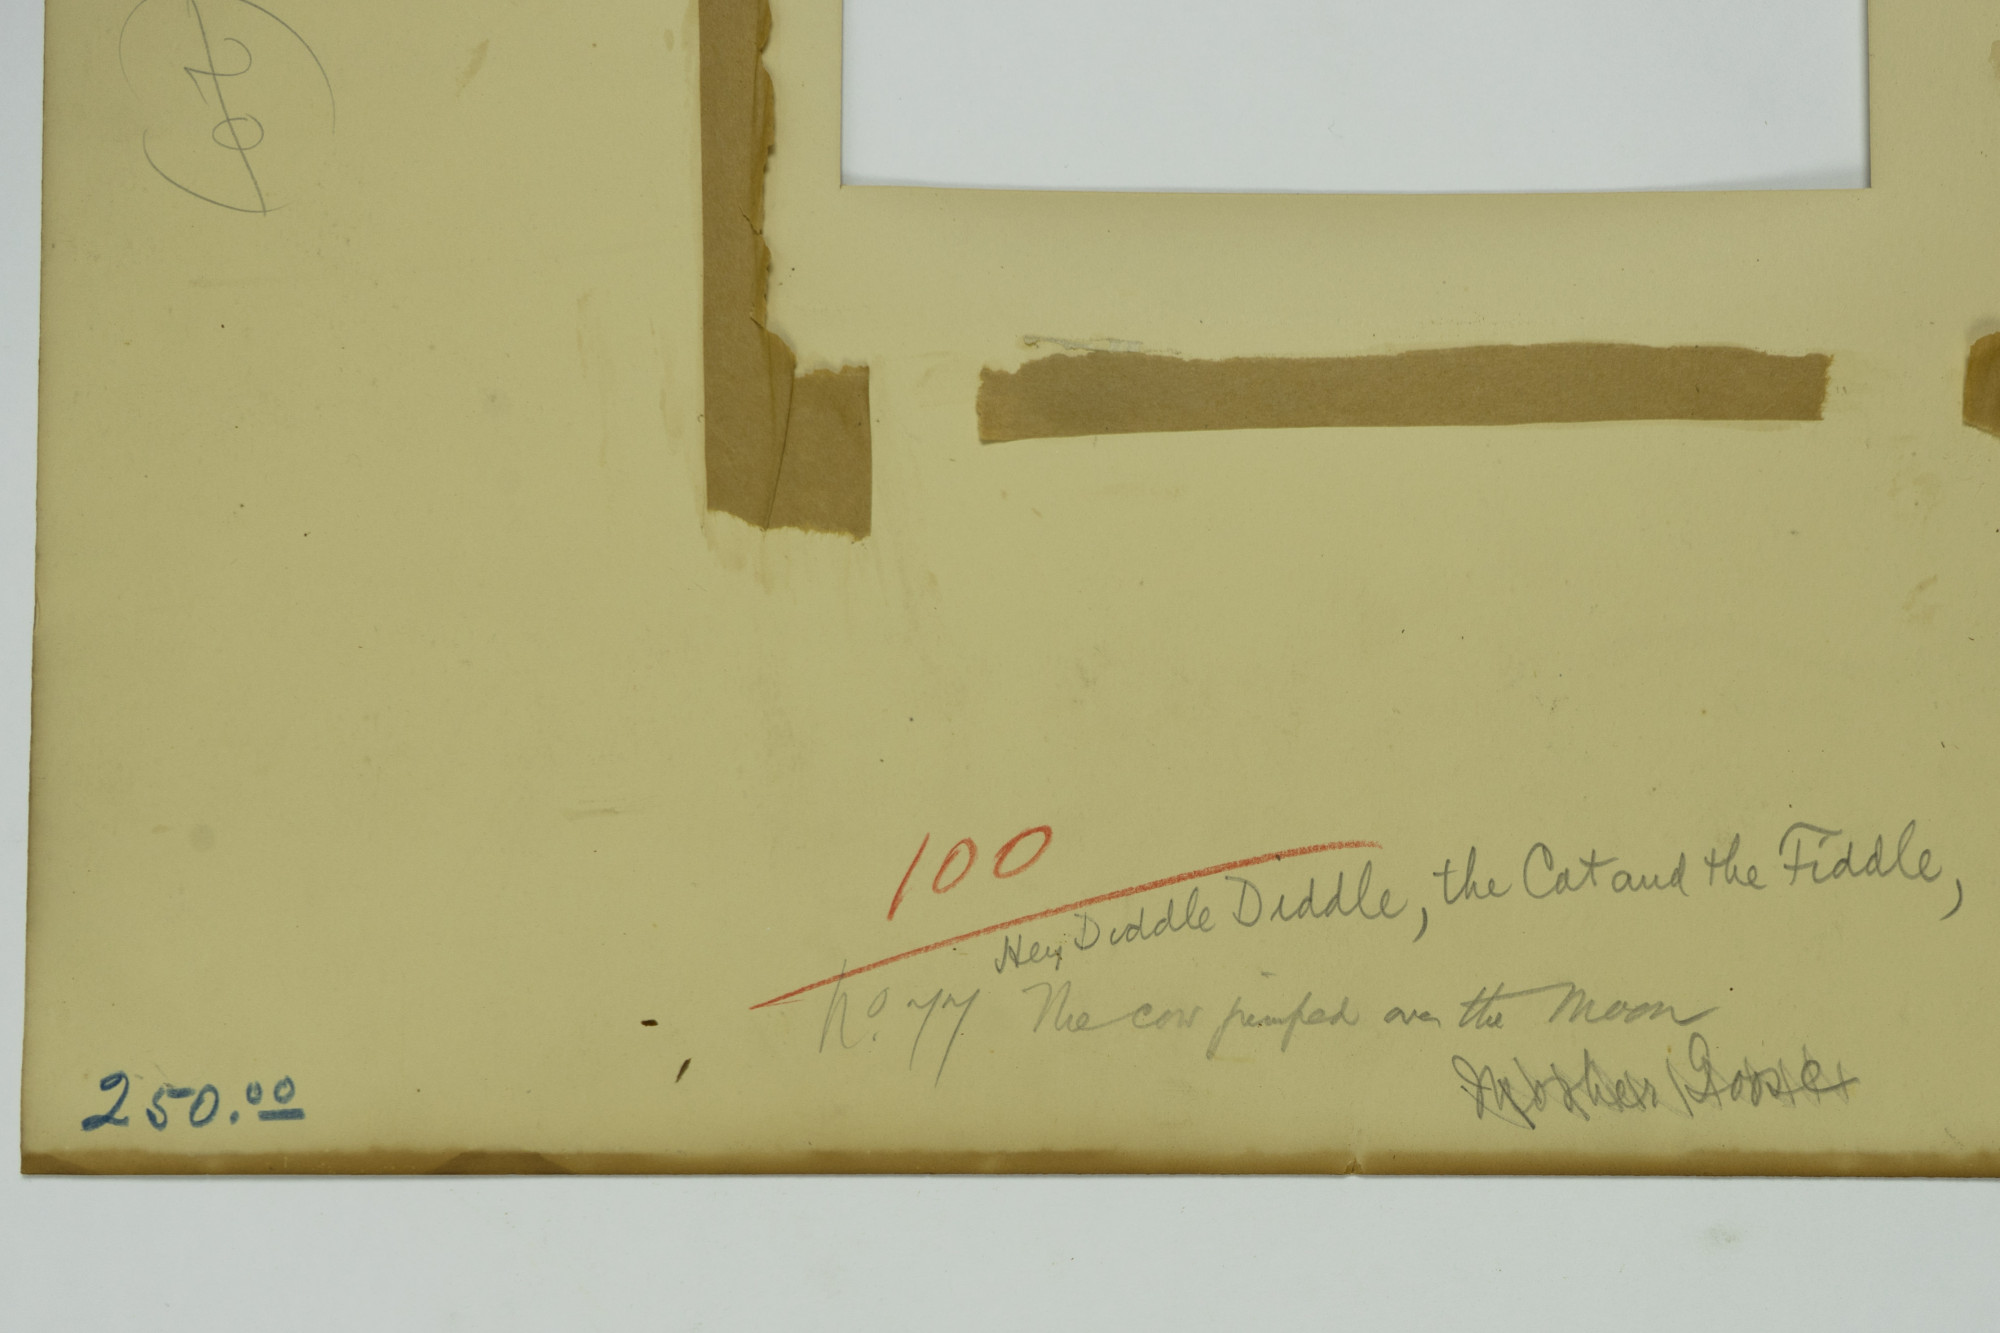 100
Hey Diddle Diddle, the Cat and the Fiddle,
No. 77 The cow jumped over the Moon
Mother Goose
250.00